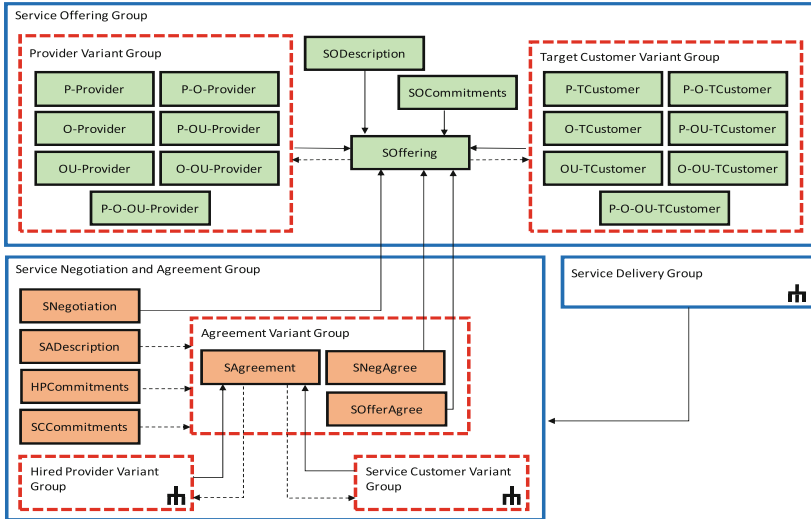 Service Offering Group
Provider Variant Group
P-Provider
P-O-Provider
O-Provider
P-OU-Provider
OU-Provider
O-OU-Provider
P-O-OU-Provider
SODescription
SOCommitments
SOffering
Target Customer Variant Group
P-TCustomer
P-O-TCustomer
O-TCustomer
P-OU-TCustomer
OU-TCustomer
O-OU-TCustomer
P-O-OU-TCustomer
Service Negotiation and Agreement Group
SNegotiation
SADescription
HPCommitments
SCCommitments
Agreement Variant Group
SAgreement
SNegAgree
SOfferAgree
Hired Provider Variant
Group
Service Customer Variant
Group
Service Delivery Group